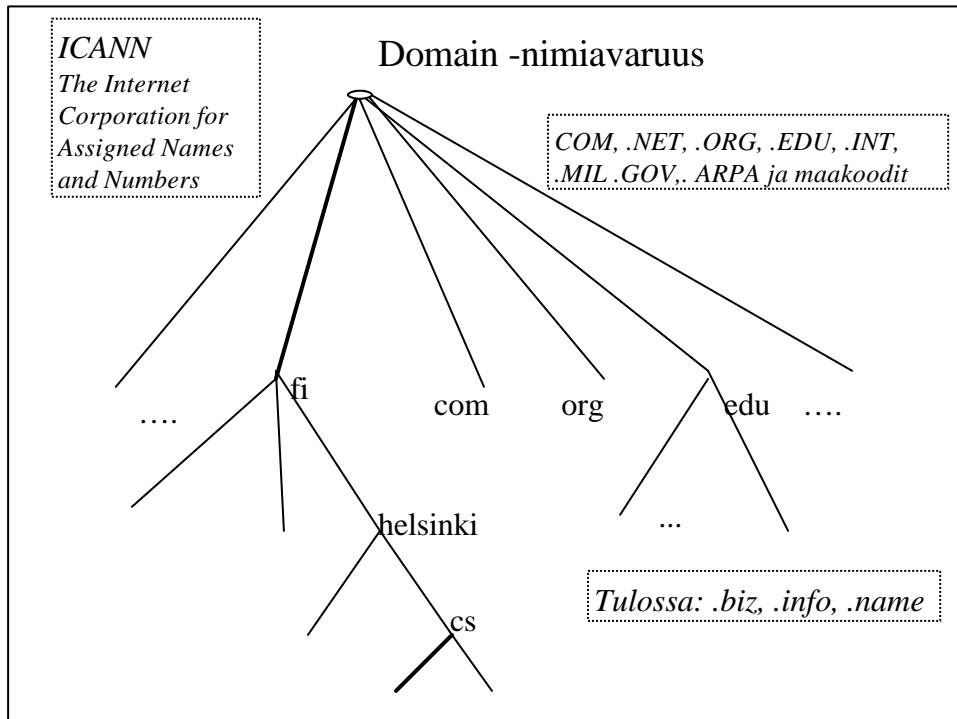 ICANN
The Internet
Corporation for
Assigned Names
and Numbers
Domain -nimiavaruus
COM, .NET, .ORG, .EDU, .INT,
.MIL .GOV,. ARPA ja maakoodit
….
fi
com
org
edu
….
helsinki
...
Tulossa: .biz, .info, .name
cs